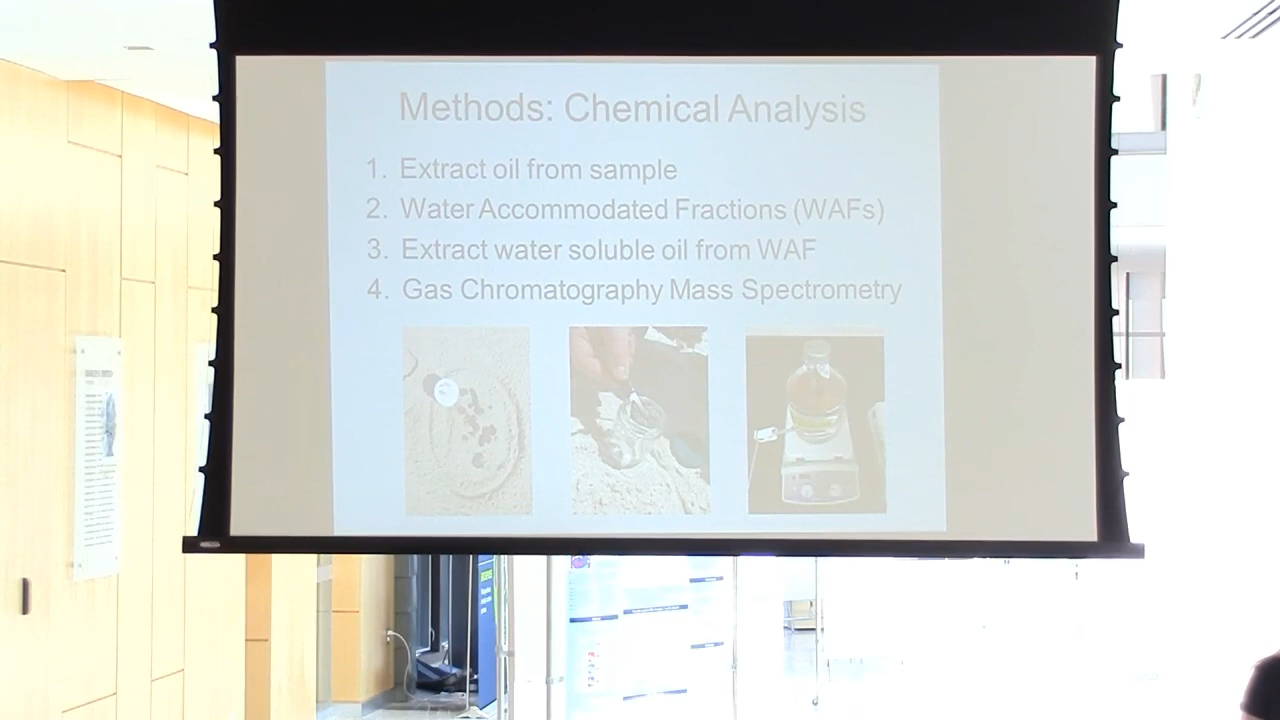 Methods: Chemical Analysis
1. Extract oil from sample
2. Water Accommodated Fractions (WAFs)
3. Extract water soluble oil from WAF
4. Gas Chromatography Mass Spectrometry